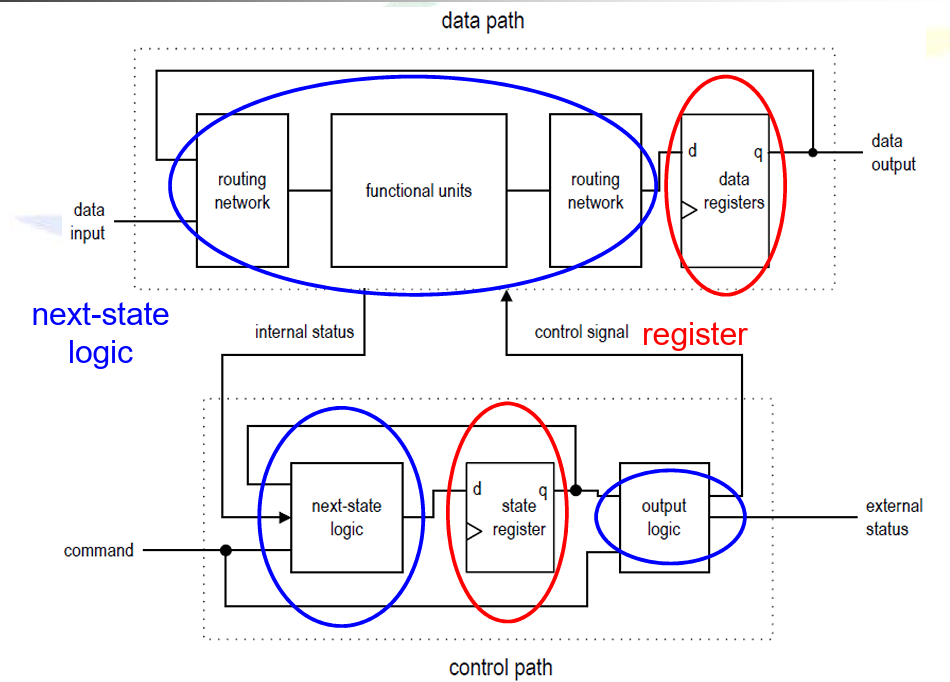 data path
routing
network
functional units
routing
network
d
q
data
registers
data
output
data
input
next-state
logic
internal status
control signal
register
next-state
logic
d
q
state
register
output
logic
external
status
command
control path